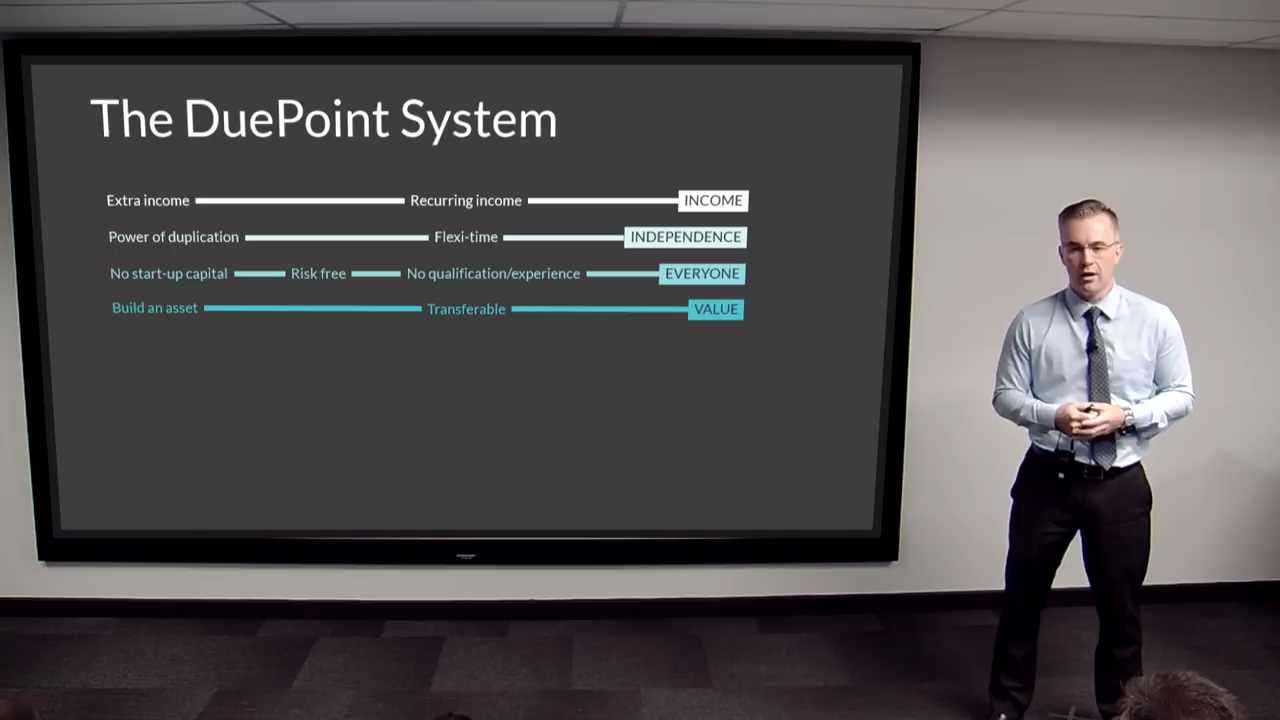 The DuePoint System
Extra income Recurring income INCOME
Power of duplication Flexi-time INDEPENDENCE
No start-up capital Risk free No qualification/experience EVERYONE
Build an asset Transferable VALUE